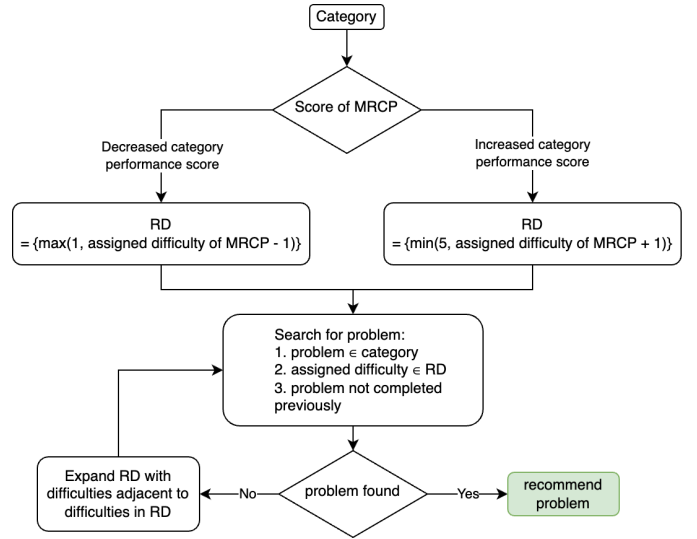 Category
Score of MRCP
Decreased category
performance score
Increased category
performance score
RD
= {max(1, assigned difficulty of MRCP - 1)}
RD
= {min(5, assigned difficulty of MRCP + 1)}
Search for problem:
1. problem ∈ category
2. assigned difficulty ∈ RD
3. problem not completed
previously
Expand RD with
difficulties adjacent to
difficulties in RD
No
problem found
Yes
recommend
problem